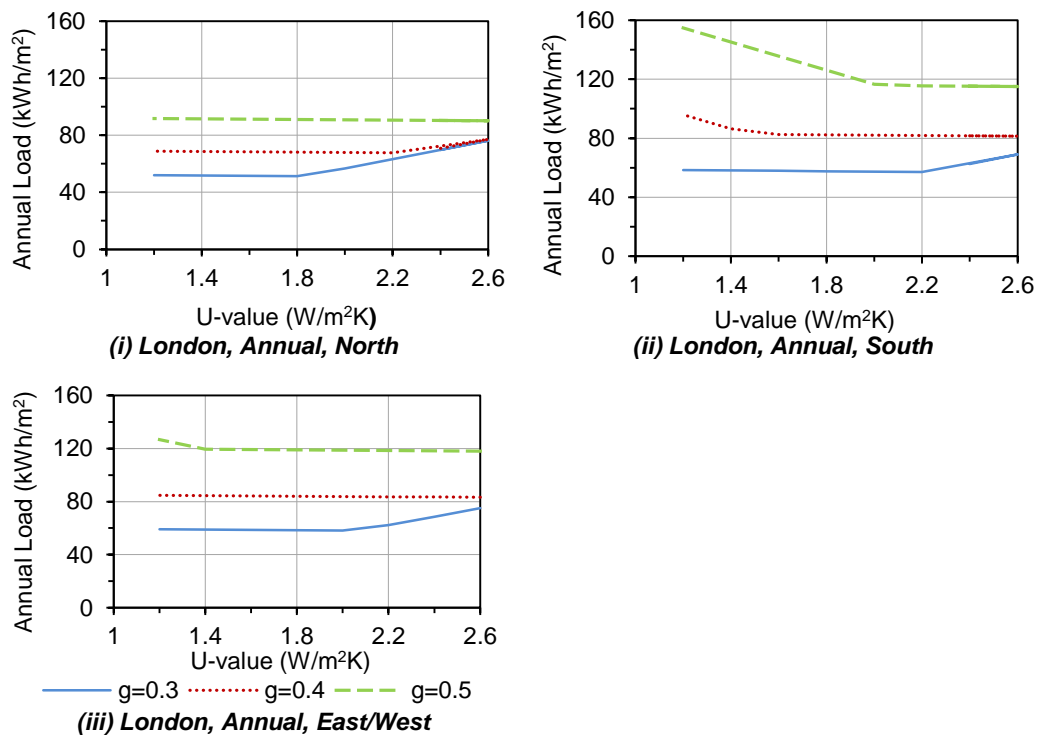 Annual Load (kWh/m²)
160
120
80
40
0
1 1.4 1.8 2.2 2.6
U-value (W/m²K)
(i) London, Annual, North
Annual Load (kWh/m²)
160
120
80
40
0
1 1.4 1.8 2.2 2.6
U-value (W/m²K)
(ii) London, Annual, South
Annual Load (kWh/m²)
160
120
80
40
0
1 1.4 1.8 2.2 2.6
U-value (W/m²K)
g=0.3 g=0.4 g=0.5
(iii) London, Annual, East/West